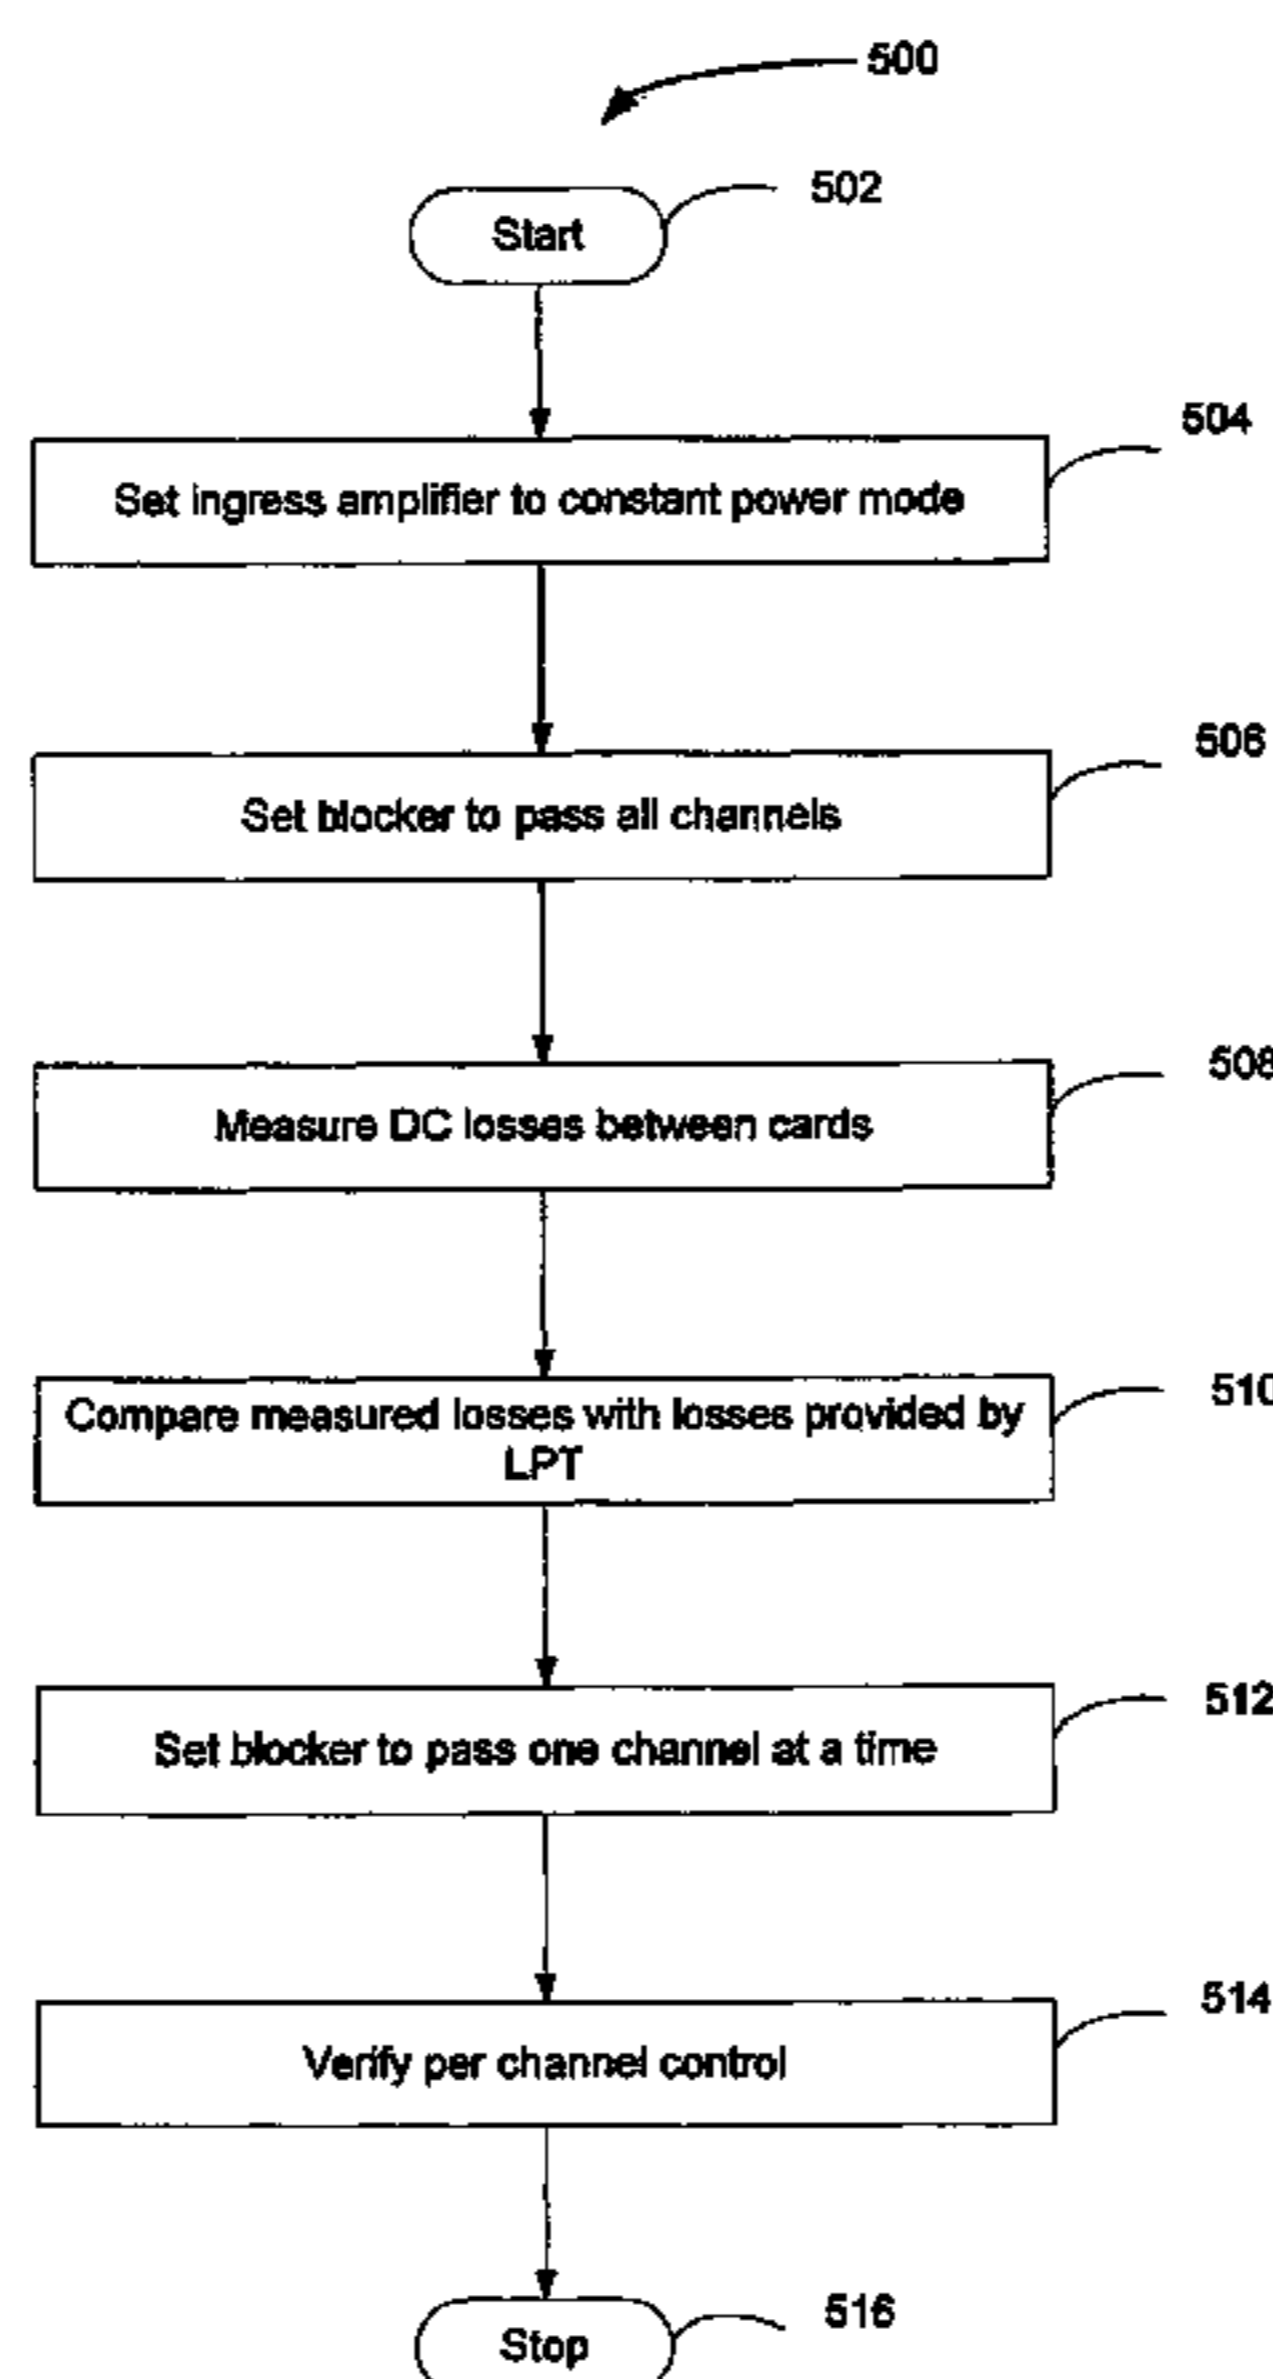 500
502
Start
504
Set ingress amplifier to constant power mode
506
Set blocker to pass all channels
508
Measure DC losses between cards
510
Compare measured losses with losses provided by
LPT
512
Set blocker to pass one channel at a time
514
Verify per channel control
516
Stop